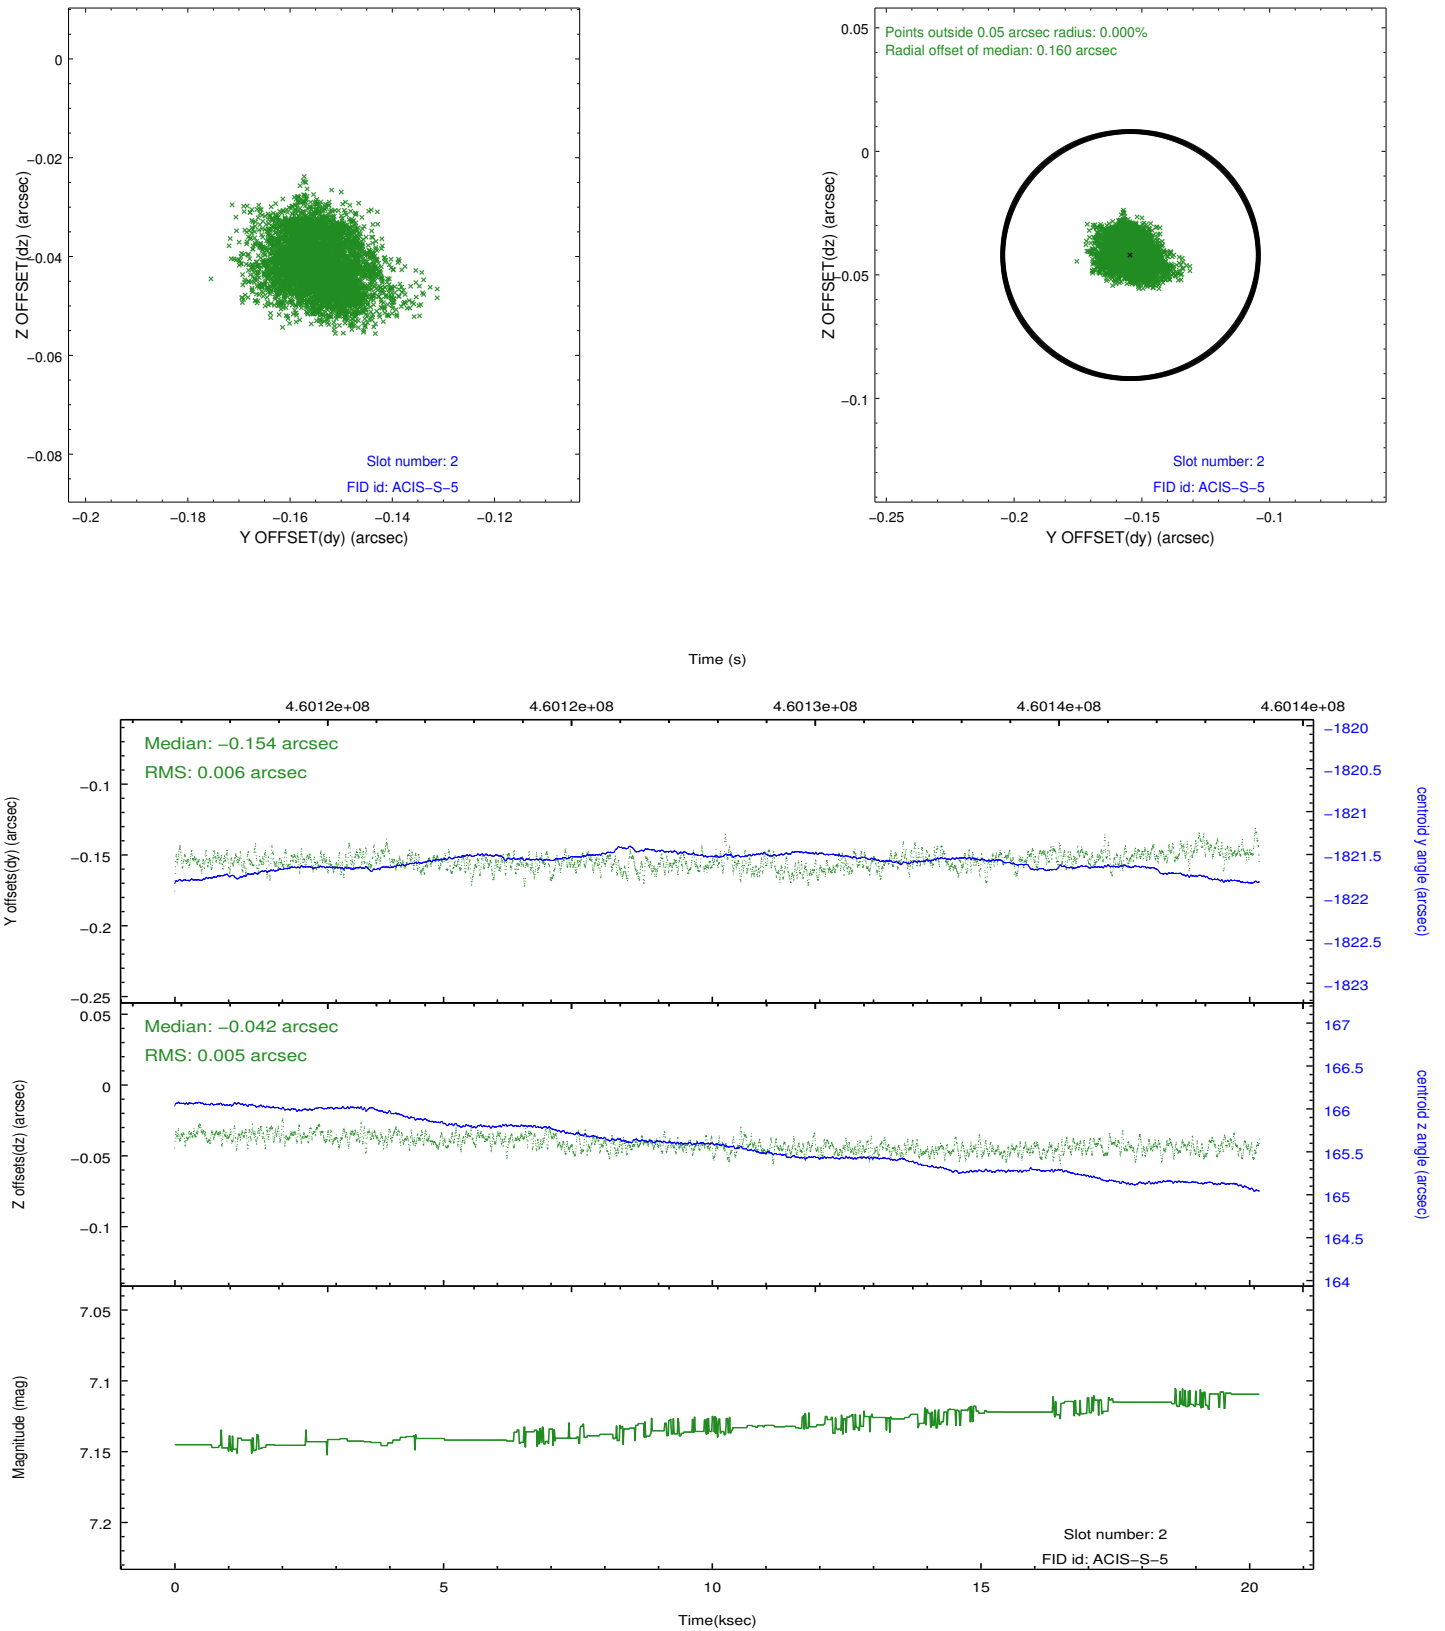 0
−0.02
−0.04
−0.06
−0.08
Z OFFSET(dz) (arcsec)
Slot number: 2
FID id: ACIS−S−5
−0.2 −0.18 −0.16 −0.14 −0.12
Y OFFSET(dy) (arcsec)
Points outside 0.05 arcsec radius: 0.000%
Radial offset of median: 0.160 arcsec
0.05
0
−0.05
−0.1
Z OFFSET(dz) (arcsec)
Slot number: 2
FID id: ACIS−S−5
−0.25 −0.2 −0.15 −0.1
Y OFFSET(dy) (arcsec)
Time (s)
4.6012e+08 4.6012e+08 4.6013e+08 4.6014e+08 4.6014e+08
Median: −0.154 arcsec
RMS: 0.006 arcsec
−0.1
−0.15
−0.2
−0.25
Y offsets(dy) (arcsec)
−1820
−1820.5
−1821
−1821.5
−1822
−1822.5
−1823
centroid y angle (arcsec)
Median: −0.042 arcsec
RMS: 0.005 arcsec
0.05
0
−0.05
−0.1
Z offsets(dz) (arcsec)
167
166.5
166
165.5
165
164.5
164
centroid z angle (arcsec)
7.05
7.1
7.15
7.2
Magnitude (mag)
Slot number: 2
FID id: ACIS−S−5
0 5 10 15 20
Time(ksec)